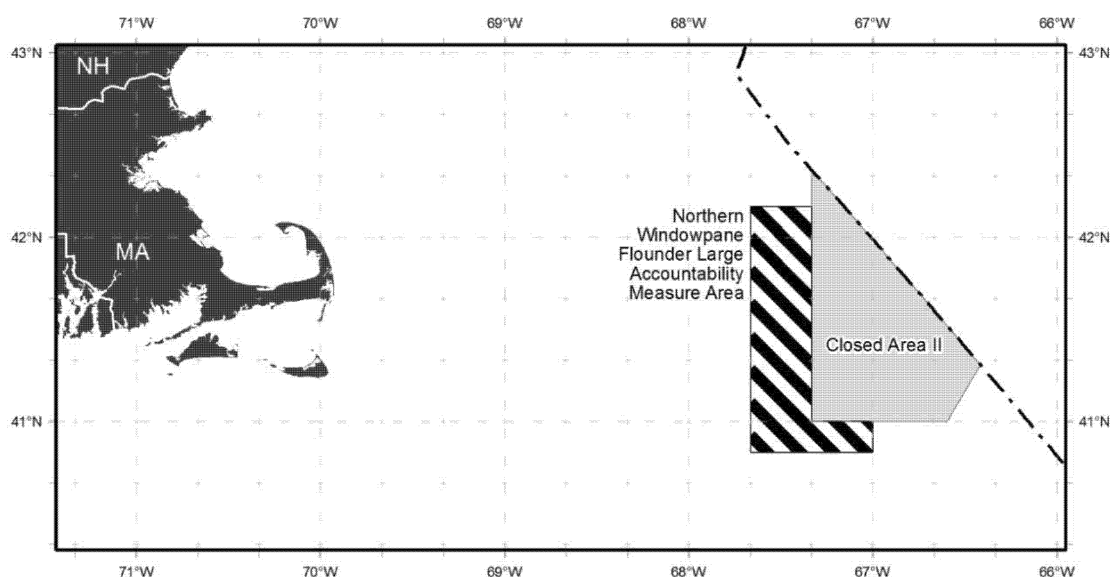 71°W 70°W 69°W 68°W 67°W 66°W
43°N 43°N
NH
Northern
Windowpane
Flounder Large
Accountability
Measure Area
42°N 42°N
MA
Closed Area II
41°N 41°N
71°W 70°W 69°W 68°W 67°W 66°W